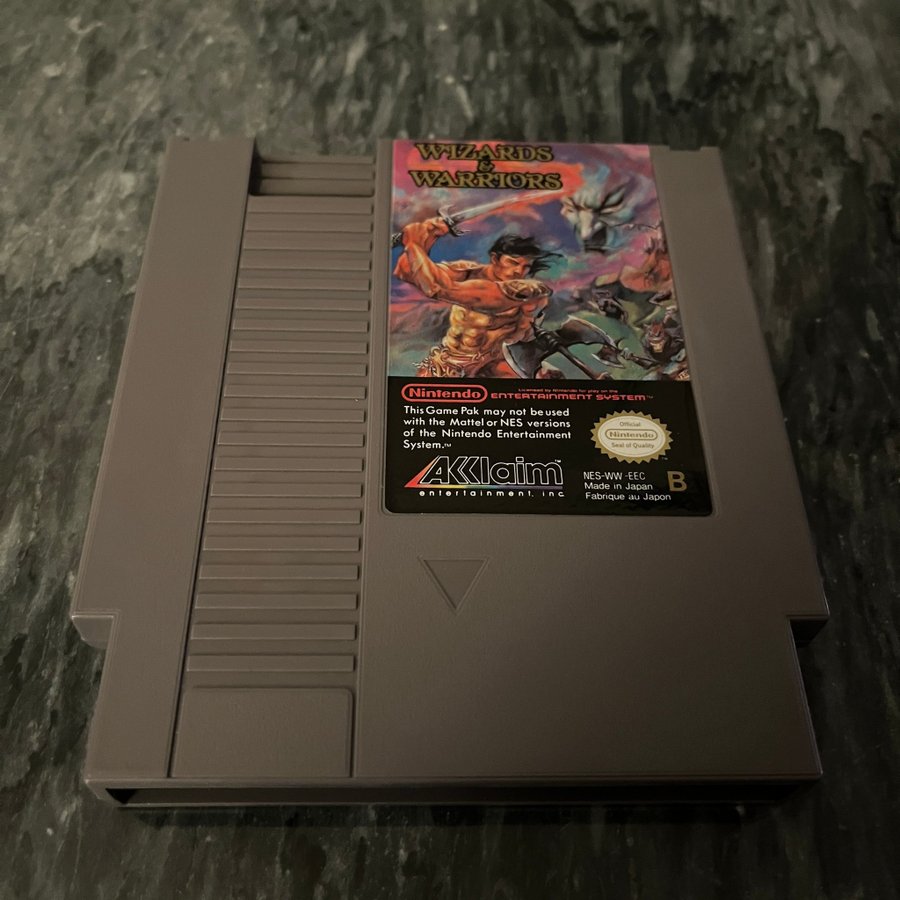 WIZARDS
&
WARRIORS
Nintendo
Licensed by Nintendo for play on the
ENTERTAINMENT SYSTEM™
This Game Pak may not be used
with the Mattel or NES versions
of the Nintendo Entertainment
System.™
Official
Nintendo
Seal of Quality
AKKlaim™
entertainment, inc
NES-WW-EEC
Made in Japan
Fabriqué au Japon
B